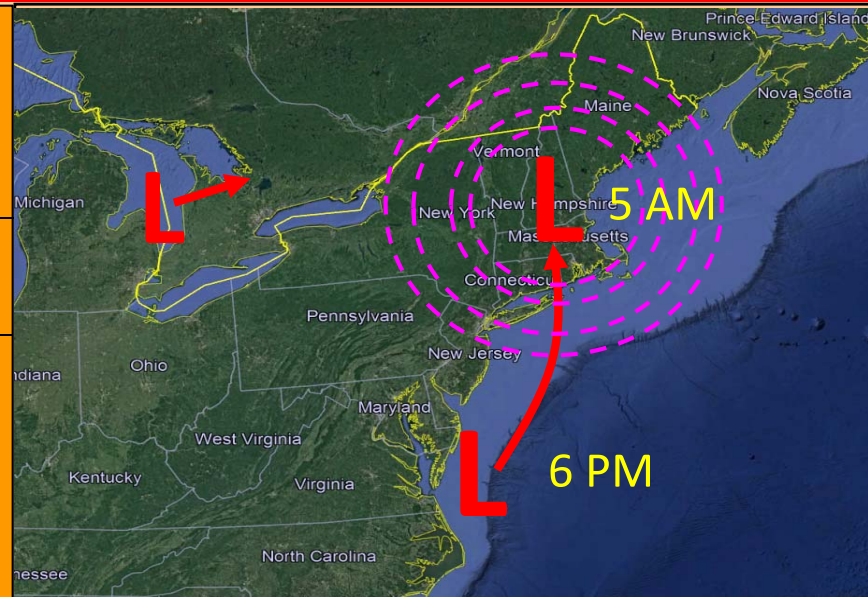 Prince Edward Island
New Brunswick
Nova Scotia
Maine
Vermont
Michigan
L
L
New York
New Hampshire
5 AM
Massachusetts
Connecticut
Pennsylvania
New Jersey
Ohio
ndiana
Maryland
West Virginia
L
6 PM
Kentucky
Virginia
North Carolina
nessee